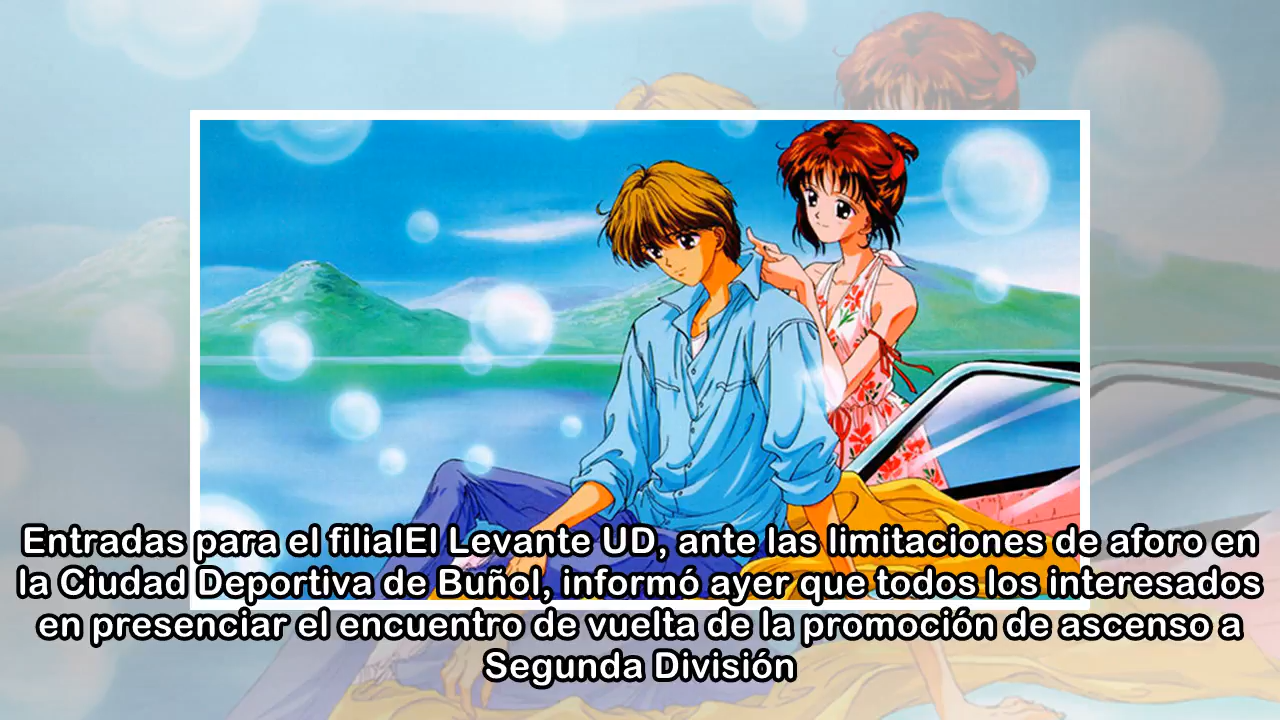 Entradas para el filialEl Levante UD, ante las limitaciones de aforo en
la Ciudad Deportiva de Buñol, informó ayer que todos los interesados
en presenciar el encuentro de vuelta de la promoción de ascenso a
Segunda División